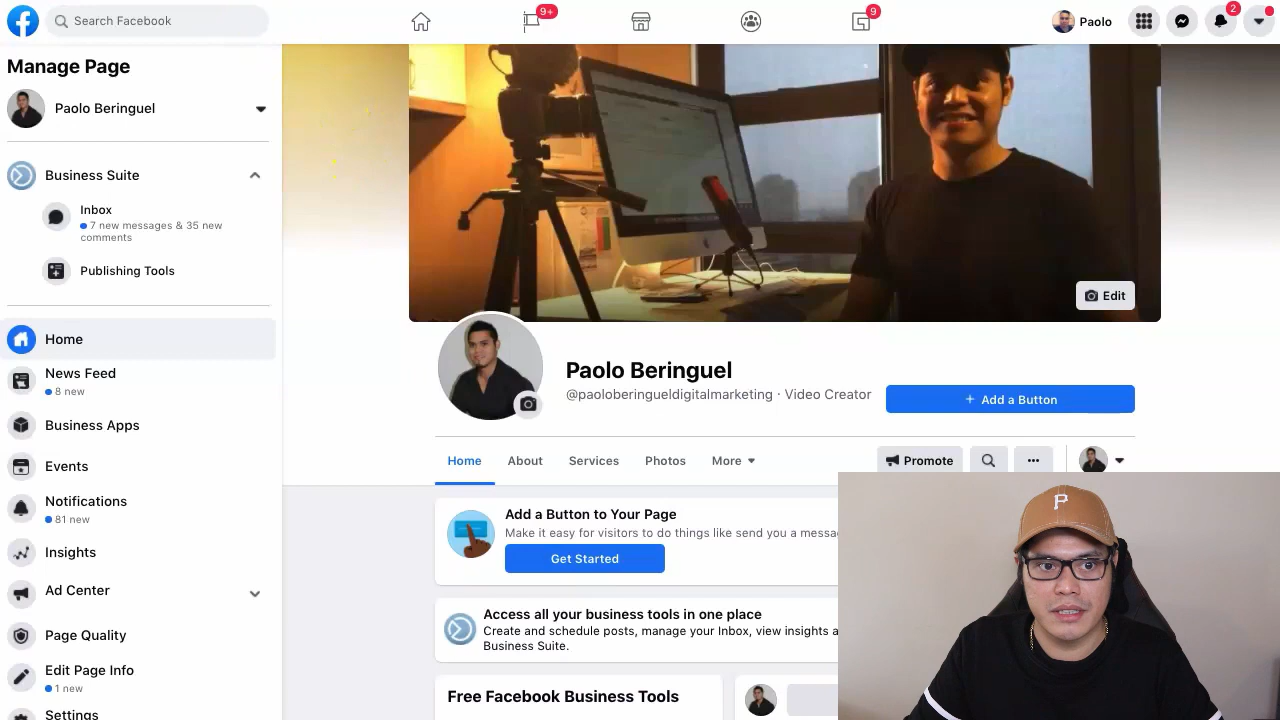 Search Facebook
9+
9
Paolo
2
Manage Page
Paolo Beringuel
Business Suite
Inbox
7 new messages & 35 new
comments
Publishing Tools
Home
News Feed
8 new
Business Apps
Events
Notifications
81 new
Insights
Ad Center
Page Quality
Edit Page Info
1 new
Settings
Edit
Paolo Beringuel
@paoloberingueldigitalmarketing · Video Creator
+ Add a Button
Home About Services Photos More
Promote
Add a Button to Your Page
Make it easy for visitors to do things like send you a messa
Get Started
Access all your business tools in one place
Create and schedule posts, manage your Inbox, view insights a
Business Suite.
Free Facebook Business Tools
P